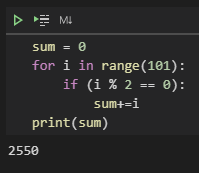 M↓
sum = 0
for i in range(101):
    if (i % 2 == 0):
        sum+=i
print(sum)
2550